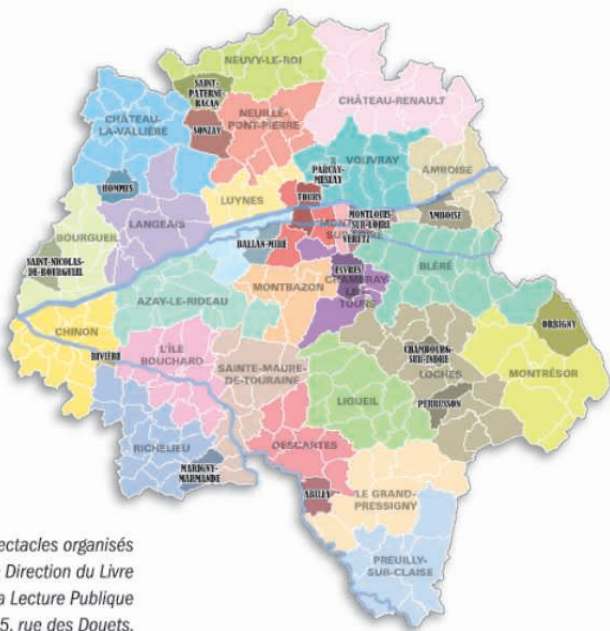 NEUVY-LE-ROI
SAINT-
PATERNE-
RACAN
CHÂTEAU-RENAULT
CHÂTEAU-
LA-VALLIÈRE
SONZAY
NEUILLÉ-
PONT-PIERRE
PARÇAY-
MESLAY
VOUVRAY
AMBOISE
HOMMES
LUYNES
TOURS
LANGEAIS
MONTLOUIS-
SUR-LOIRE
AMBOISE
BOURGUEIL
BALLAN-MIRÉ
VERETZ
SAINT-NICOLAS-
DE-BOURGUEIL
ESVRES
CHAMBRAY
LES
TOURS
BLÉRÉ
AZAY-LE-RIDEAU
MONTBAZON
CHINON
ORBIGNY
RIVIÈRE
L'ÎLE
BOUCHARD
SAINTE-MAURE-
DE-TOURAINE
CHAMBOURG-
SUR-INDRE
LOCHES
MONTRÉSOR
LIGUEIL
PERRUSSON
RICHELIEU
DESCARTES
MARIGNY-
MARMANDE
ABILLY
LE GRAND-
PRESSIGNY
PREUILLY-
SUR-CLAISE
ectacles organisés
Direction du Livre
a Lecture Publique
5, rue des Douets.